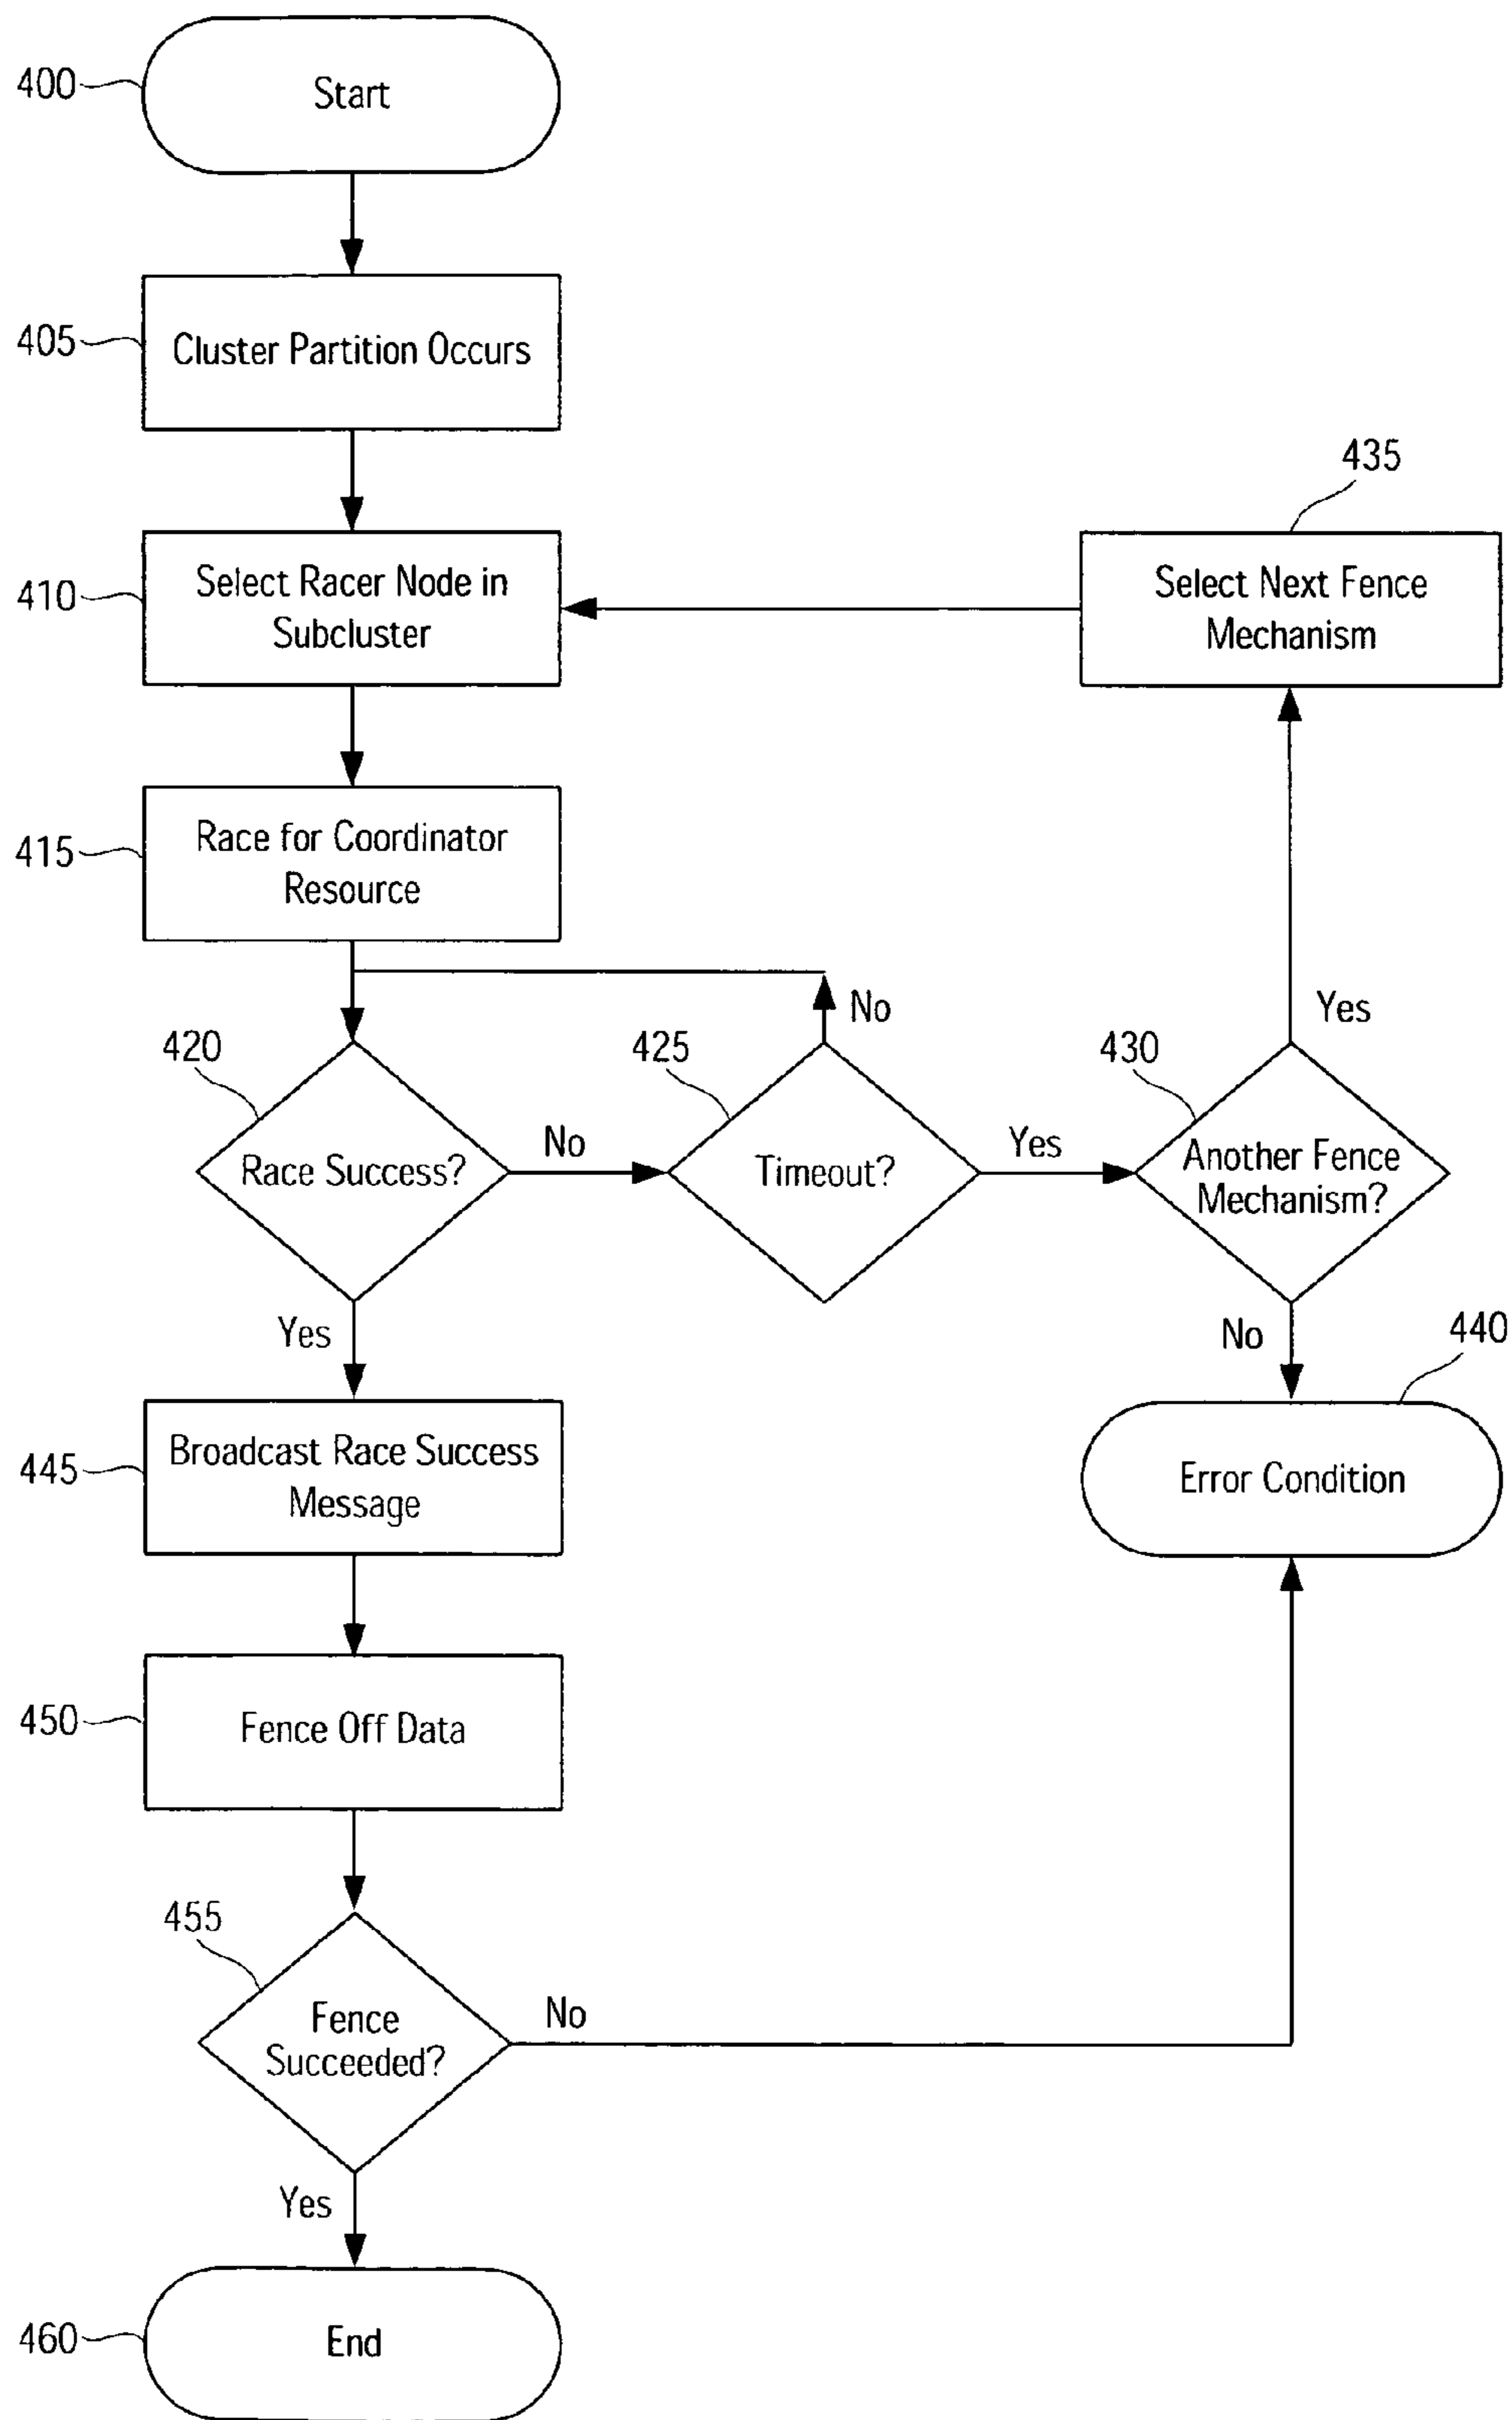 400
Start
405
Cluster Partition Occurs
435
410
Select Racer Node in
Subcluster
Select Next Fence
Mechanism
415
Race for Coordinator
Resource
No
Yes
420
425
430
Race Success?
No
Timeout?
Yes
Another Fence
Mechanism?
Yes
No
440
445
Broadcast Race Success
Message
Error Condition
450
Fence Off Data
455
Fence
Succeeded?
No
Yes
460
End